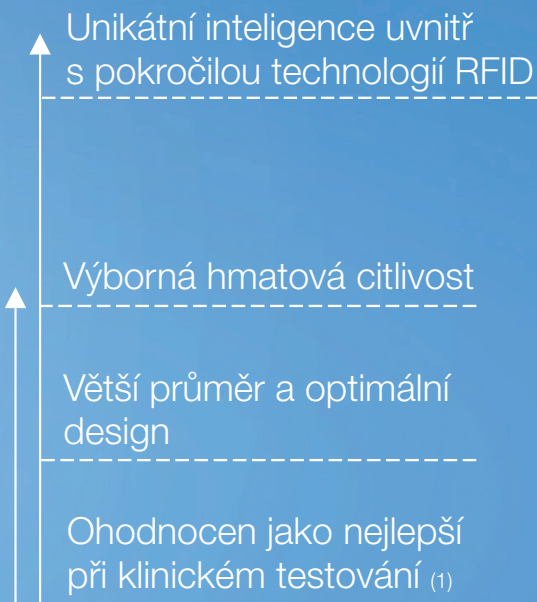 Unikátní inteligence uvnitř
s pokročilou technologií RFID
Výborná hmatová citlivost
Větší průměr a optimální
design
Ohodnocen jako nejlepší
při klinickém testování (1)